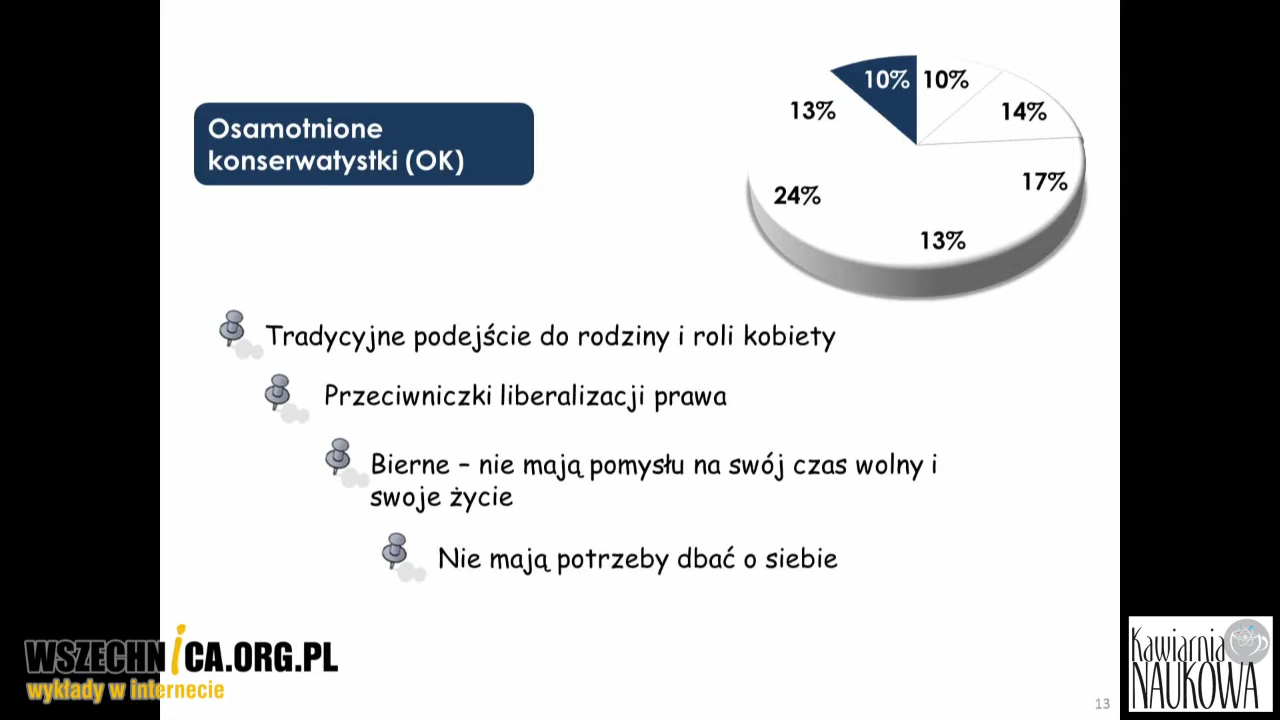 10%
10%
13%
14%
Osamotnione
konserwatystki (OK)
17%
24%
13%
Tradycyjne podejście do rodziny i roli kobiety
Przeciwniczki liberalizacji prawa
Bierne – nie mają pomysłu na swój czas wolny i
swoje życie
Nie mają potrzeby dbać o siebie
WSZECHNiCA.ORG.PL
wykłady w internecie
Kawiarnia
NAUKOWA
13